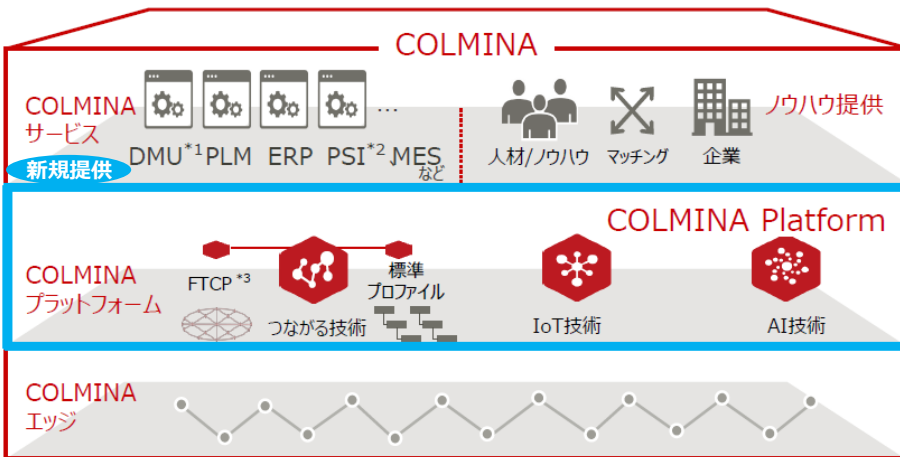 COLMINA
COLMINA
サービス
DMU*1 PLM ERP PSI*2 MES
など
…
人材/ノウハウ マッチング 企業
ノウハウ提供
新規提供
COLMINA Platform
COLMINA
プラットフォーム
FTCP *3
つながる技術
標準
プロファイル
IoT技術
AI技術
COLMINA
エッジ